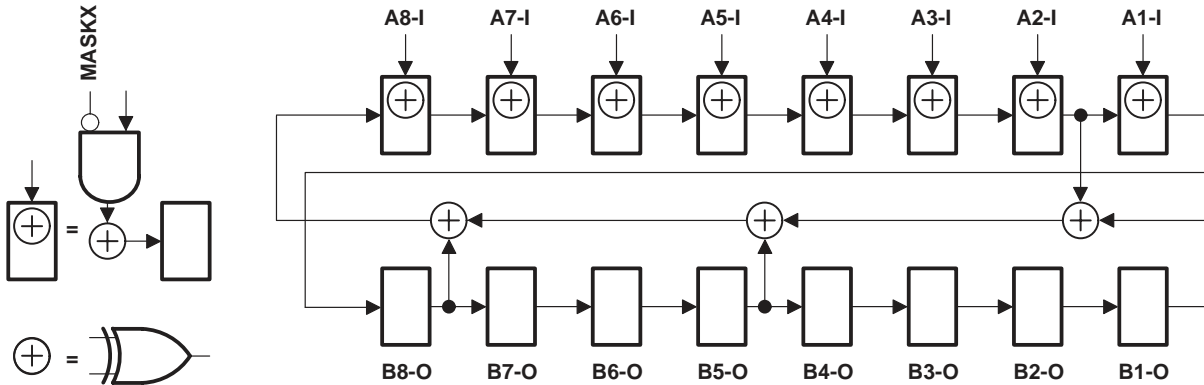 MASKX
A8-I A7-I A6-I A5-I A4-I A3-I A2-I A1-I
=
=
B8-O B7-O B6-O B5-O B4-O B3-O B2-O B1-O